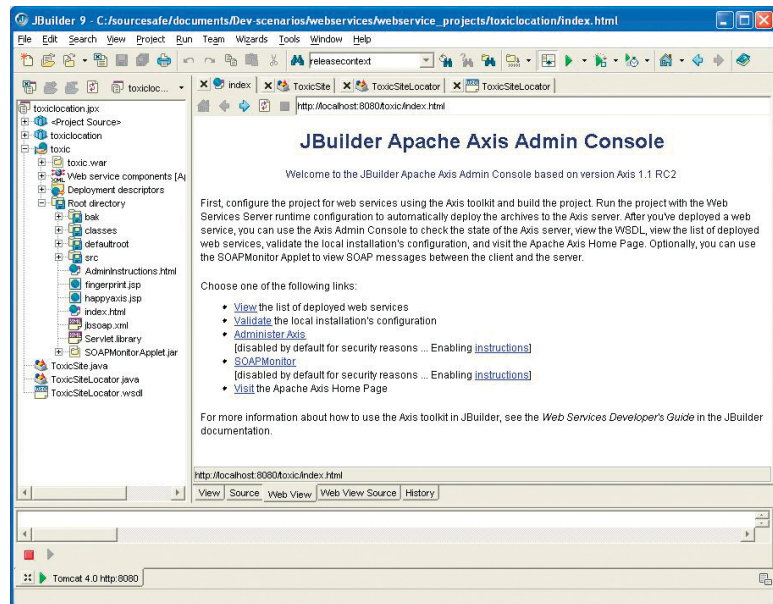 JBuilder 9 - C:/sourcesafe/documents/Dev-scenarios/webservices/webservice_projects/toxiclocation/index.html
File Edit Search View Project Run Team Wizards Tools Window Help
releasecontext
toxicloc...
index ToxicSite ToxicSiteLocator ToxicSiteLocator
http://localhost:8080/toxic/index.html
toxiclocation.jpx
<Project Source>
toxiclocation
toxic
toxic.war
Web service components [A
Deployment descriptors
Root directory
bak
classes
defaultroot
src
AdminInstructions.html
fingerprint.jsp
happyaxis.jsp
index.html
jbsoap.xml
Servlet.library
SOAPMonitorApplet.jar
ToxicSite.java
ToxicSiteLocator.java
ToxicSiteLocator.wsdl
JBuilder Apache Axis Admin Console
Welcome to the JBuilder Apache Axis Admin Console based on version Axis 1.1 RC2
First, configure the project for web services using the Axis toolkit and build the project. Run the project with the Web
Services Server runtime configuration to automatically deploy the archives to the Axis server. After you've deployed a web
service, you can use the Axis Admin Console to check the state of the Axis server, view the WSDL, view the list of deployed
web services, validate the local installation's configuration, and visit the Apache Axis Home Page. Optionally, you can use
the SOAPMonitor Applet to view SOAP messages between the client and the server.
Choose one of the following links:
• View the list of deployed web services
• Validate the local installation's configuration
• Administer Axis
[disabled by default for security reasons ... Enabling instructions]
• SOAPMonitor
[disabled by default for security reasons ... Enabling instructions]
• Visit the Apache Axis Home Page
For more information about how to use the Axis toolkit in JBuilder, see the Web Services Developer's Guide in the JBuilder
documentation.
http://localhost:8080/toxic/index.html
View Source Web View Web View Source History
Tomcat 4.0 http:8080